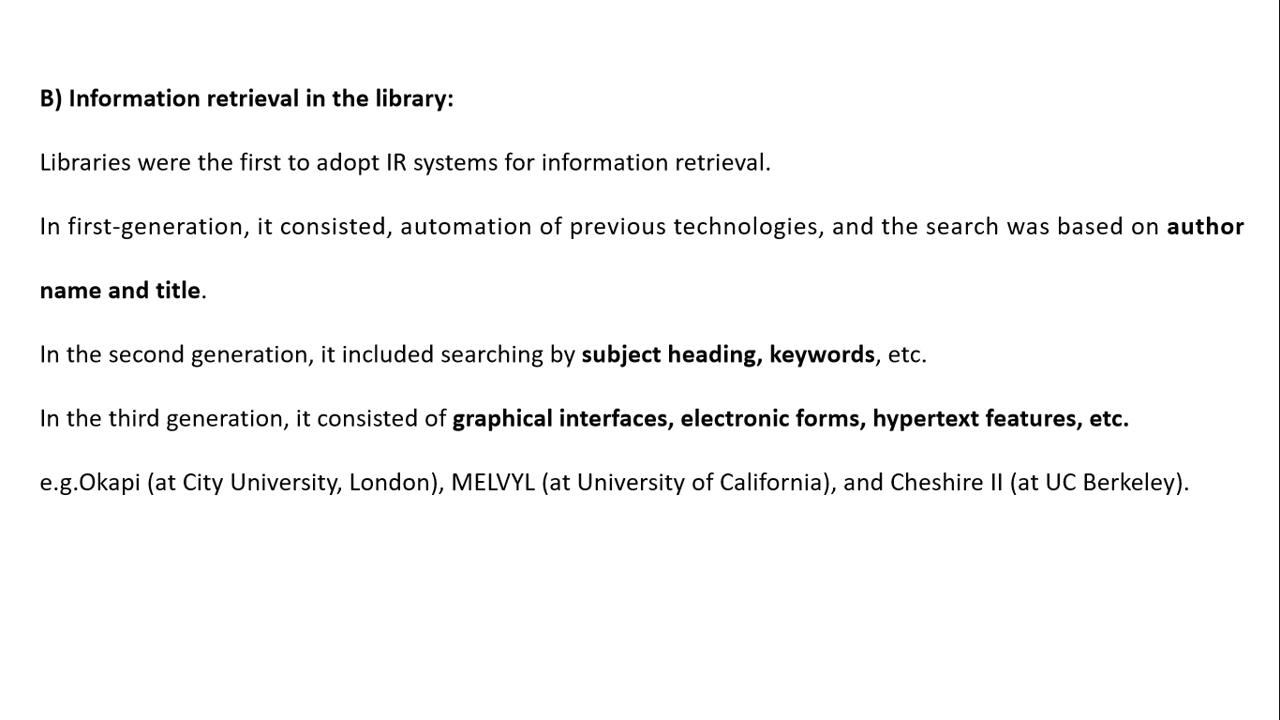 B) Information retrieval in the library:
Libraries were the first to adopt IR systems for information retrieval.
In first-generation, it consisted, automation of previous technologies, and the search was based on author
name and title.
In the second generation, it included searching by subject heading, keywords, etc.
In the third generation, it consisted of graphical interfaces, electronic forms, hypertext features, etc.
e.g.Okapi (at City University, London), MELVYL (at University of California), and Cheshire II (at UC Berkeley).